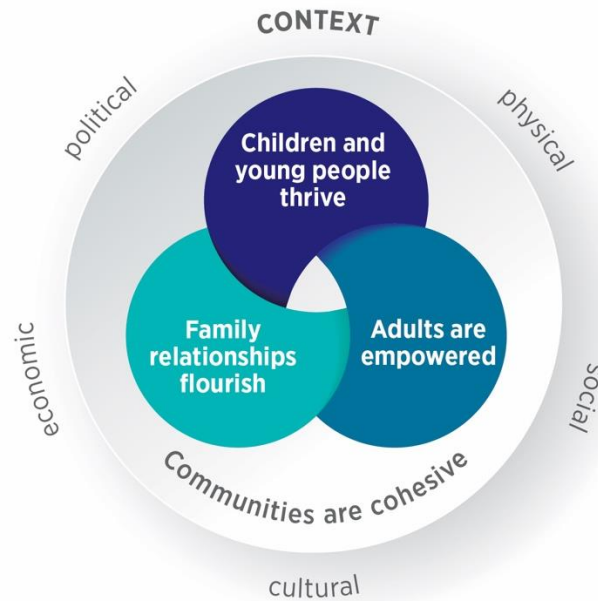 CONTEXT
political
physical
Children and
young people
thrive
Family
relationships
flourish
Adults are
empowered
economic
social
Communities are cohesive
cultural